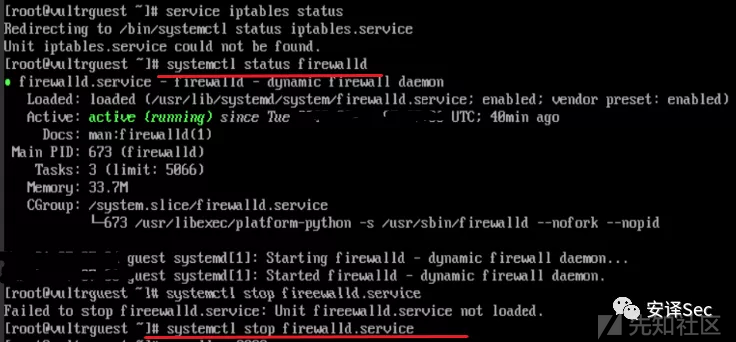 [root@vultrguest ~]# service iptables status
Redirecting to /bin/systemctl status iptables.service
Unit iptables.service could not be found.
[root@vultrguest ~]# systemctl status firewalld
● firewalld.service - firewalld - dynamic firewall daemon
Loaded: loaded (/usr/lib/systemd/system/firewalld.service; enabled; vendor preset: enabled)
Active: active (running) since Tue UTC; 40min ago
Docs: man:firewalld(1)
Main PID: 673 (firewalld)
Tasks: 3 (limit: 5066)
Memory: 33.7M
CGroup: /system.slice/firewalld.service
└─673 /usr/libexec/platform-python -s /usr/sbin/firewalld --nofork --nopid
guest systemd[1]: Starting firewalld - dynamic firewall daemon...
guest systemd[1]: Started firewalld - dynamic firewall daemon.
[root@vultrguest ~]# systemctl stop fireewalld.service
Failed to stop fireewalld.service: Unit fireewalld.service not loaded.
[root@vultrguest ~]# systemctl stop firewalld.service
安译Sec
先知社区